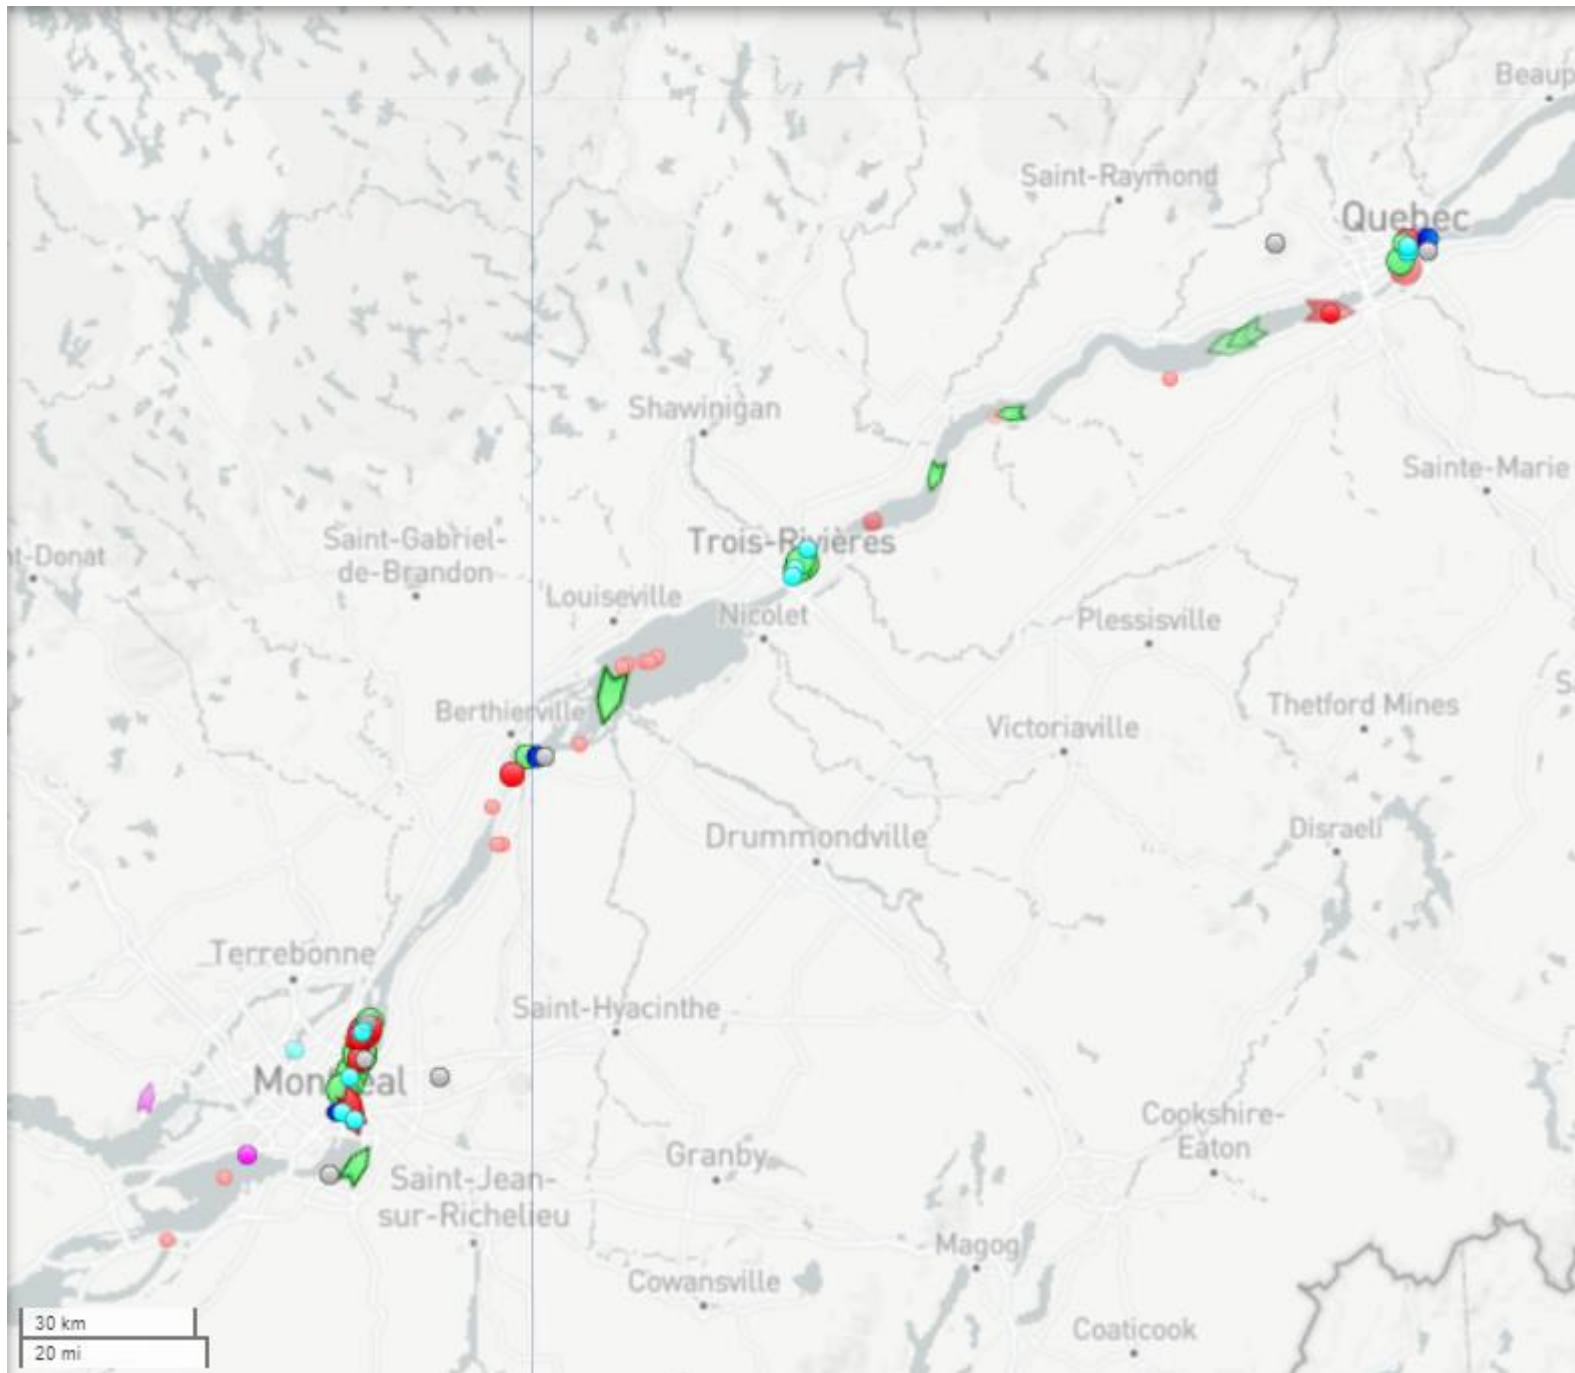 Beaup
Saint-Raymond
Quebec
Shawinigan
Sainte-Marie
Trois-Rivières
Saint-Gabriel-
de-Brandon
nt-Donat
Louiseville
Nicolet
Plessisville
Berthierville
Thetford Mines
Victoriaville
Drummondville
Disraeli
Terrebonne
Saint-Hyacinthe
Montréal
Cookshire-
Eaton
Granby
Saint-Jean-
sur-Richelieu
Magog
Cowansville
Coaticook
30 km
20 mi